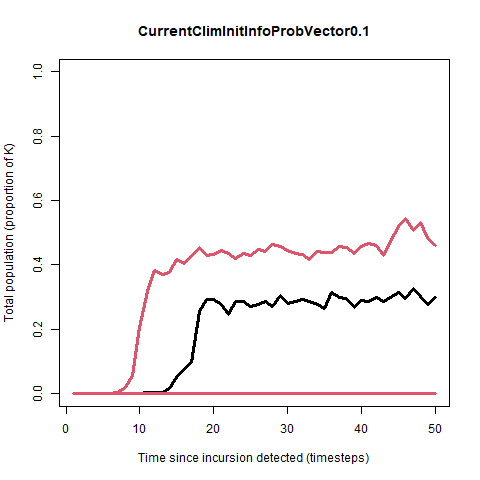 CurrentClimInitInfoProbVector0.1
Total population (proportion of K)
1.0
0.8
0.6
0.4
0.2
0.0
0 10 20 30 40 50
Time since incursion detected (timesteps)